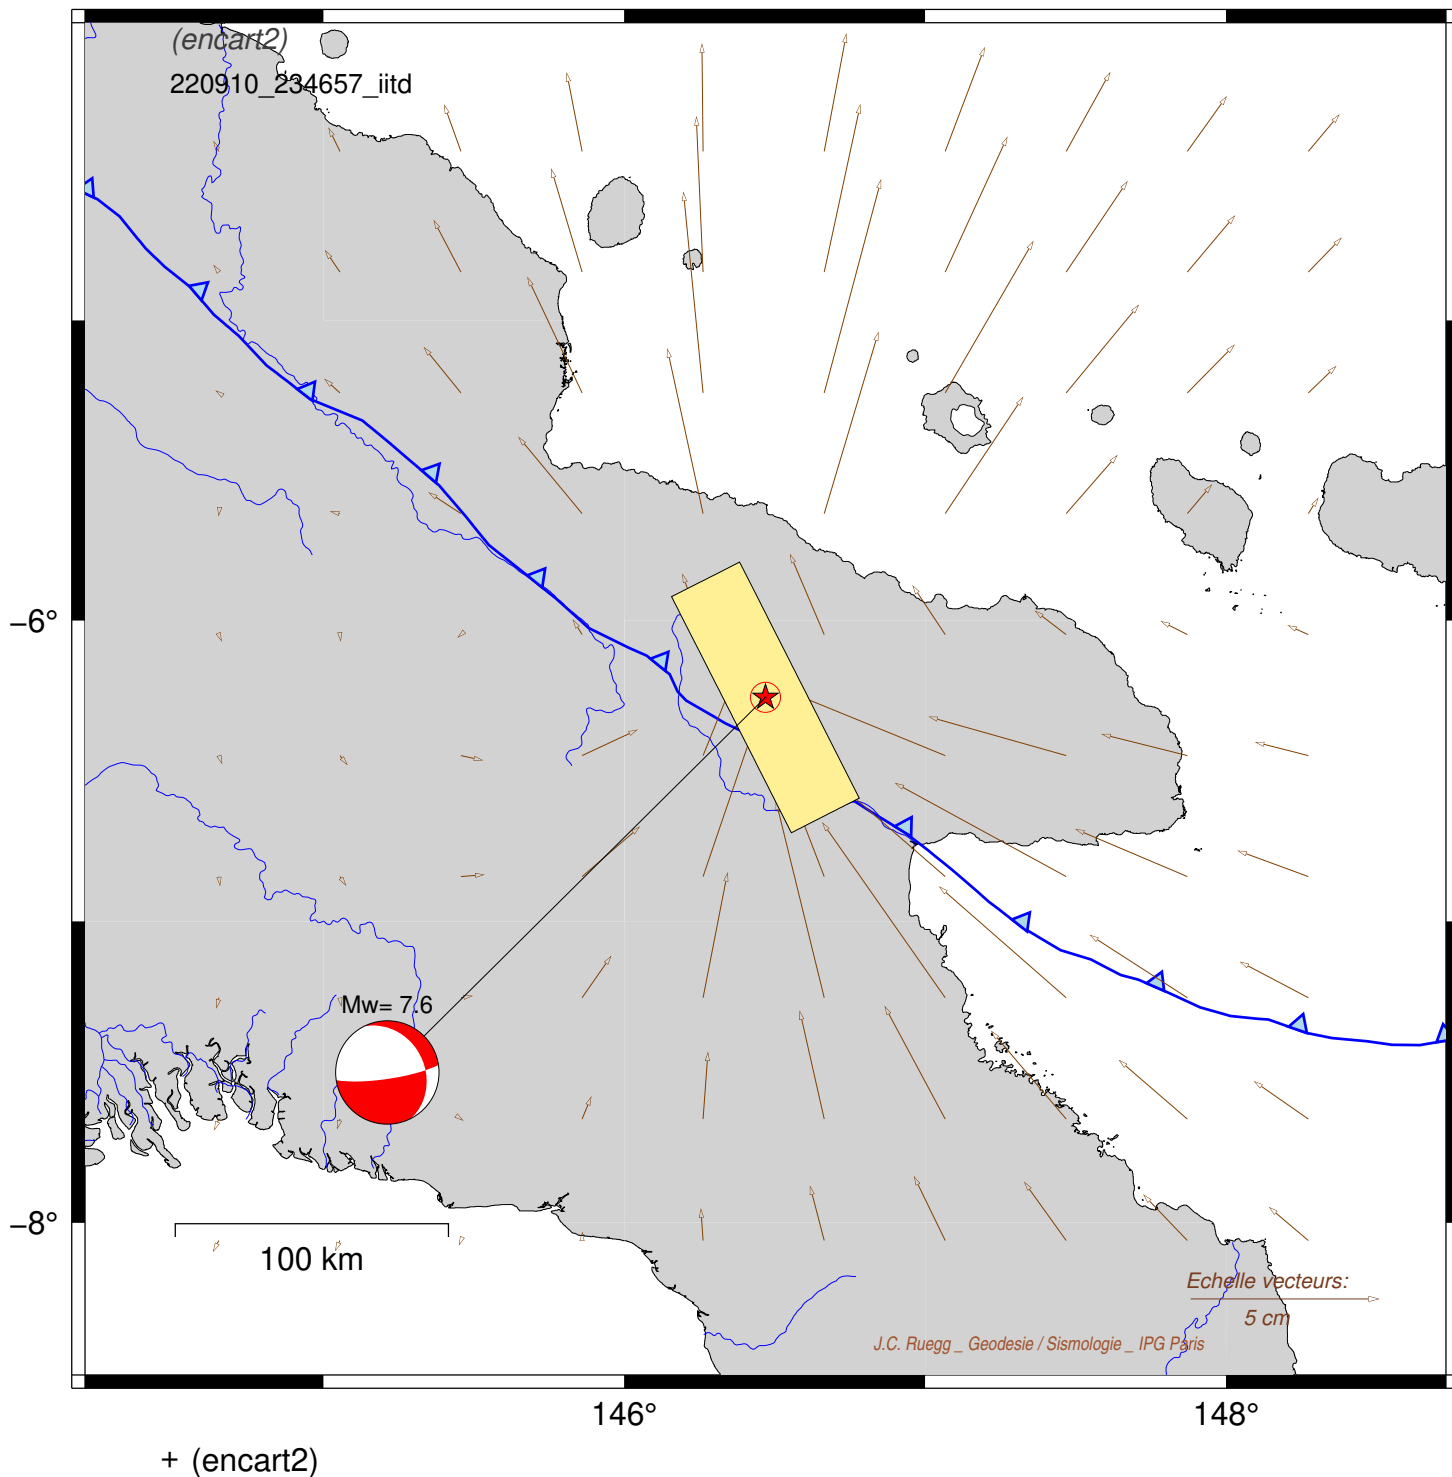 (encart2)
220910_234657_iitd
−6°
Mw= 7.6
−8°
100 km
Echelle vecteurs:
5 cm
J.C. Ruegg _ Geodesie / Sismologie _ IPG Paris
146°
148°
+ (encart2)